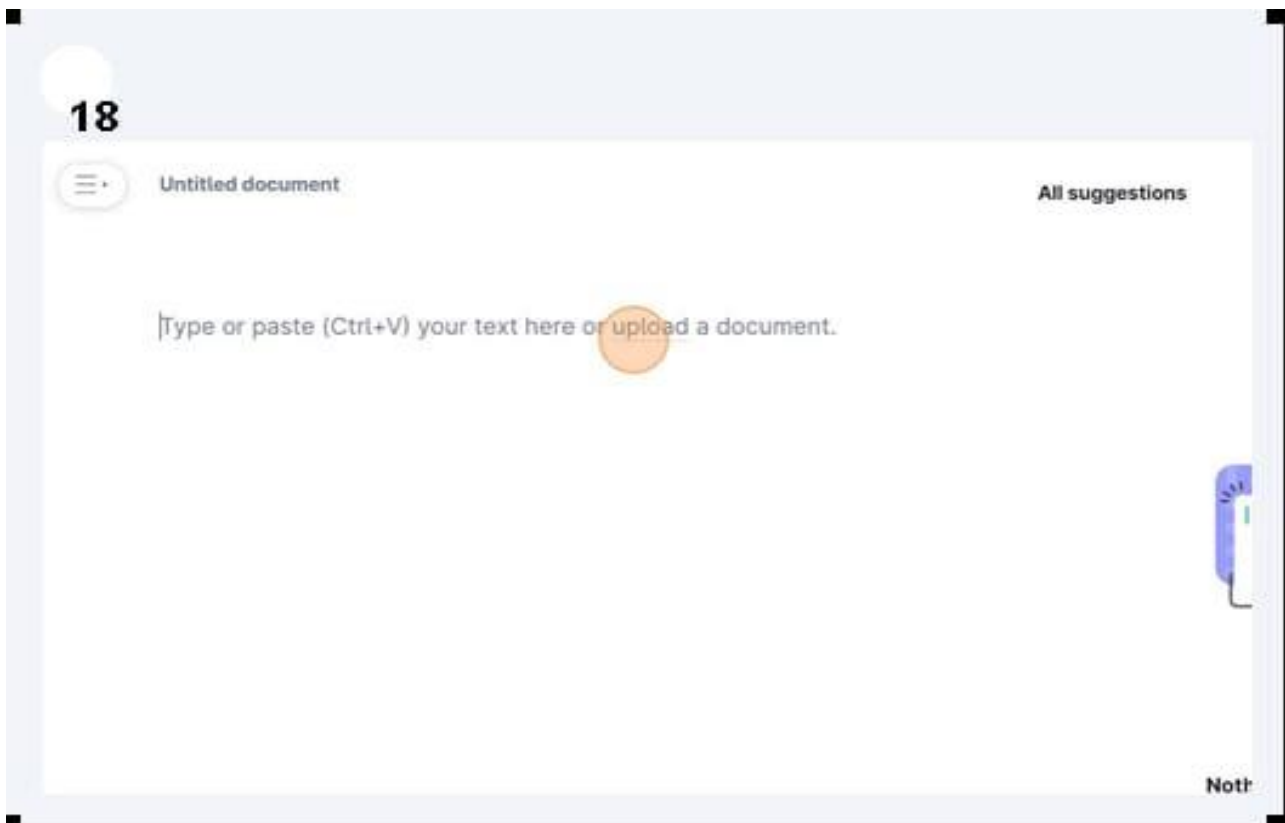 18
Untitled document
All suggestions
Type or paste (Ctrl+V) your text here or upload a document.